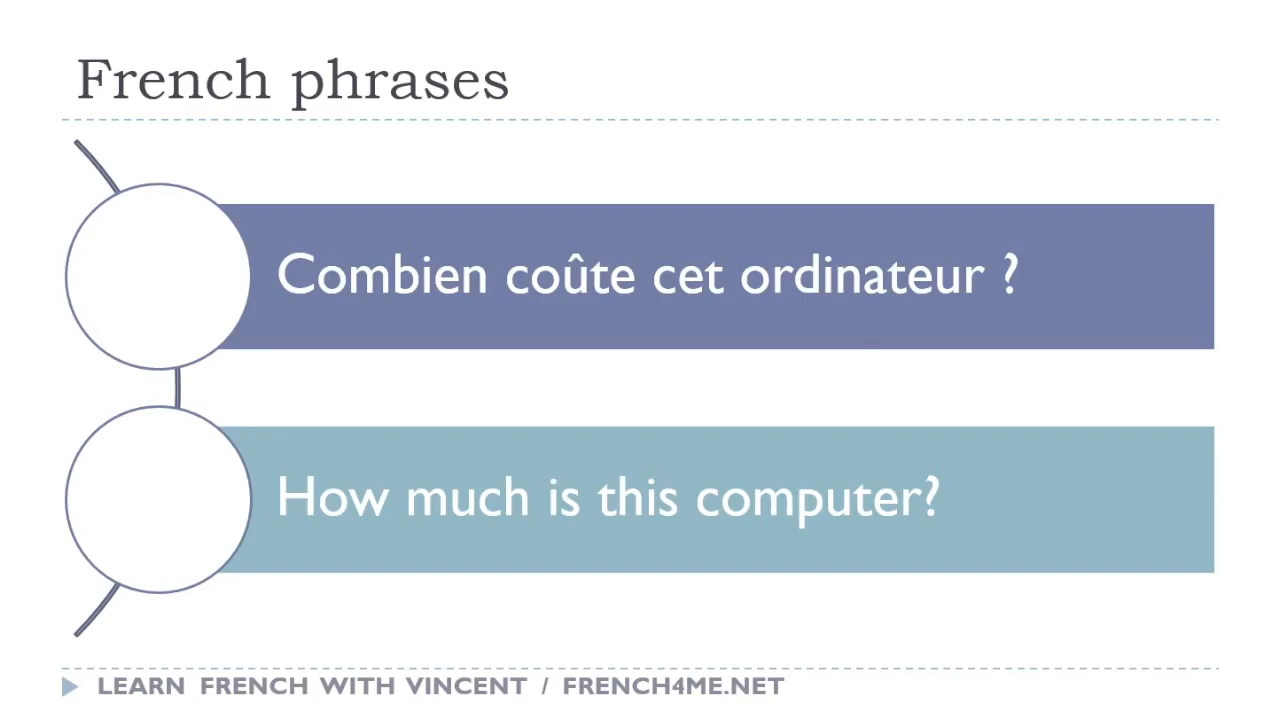 French phrases
Combien coûte cet ordinateur ?
How much is this computer?
LEARN FRENCH WITH VINCENT / FRENCH4ME.NET